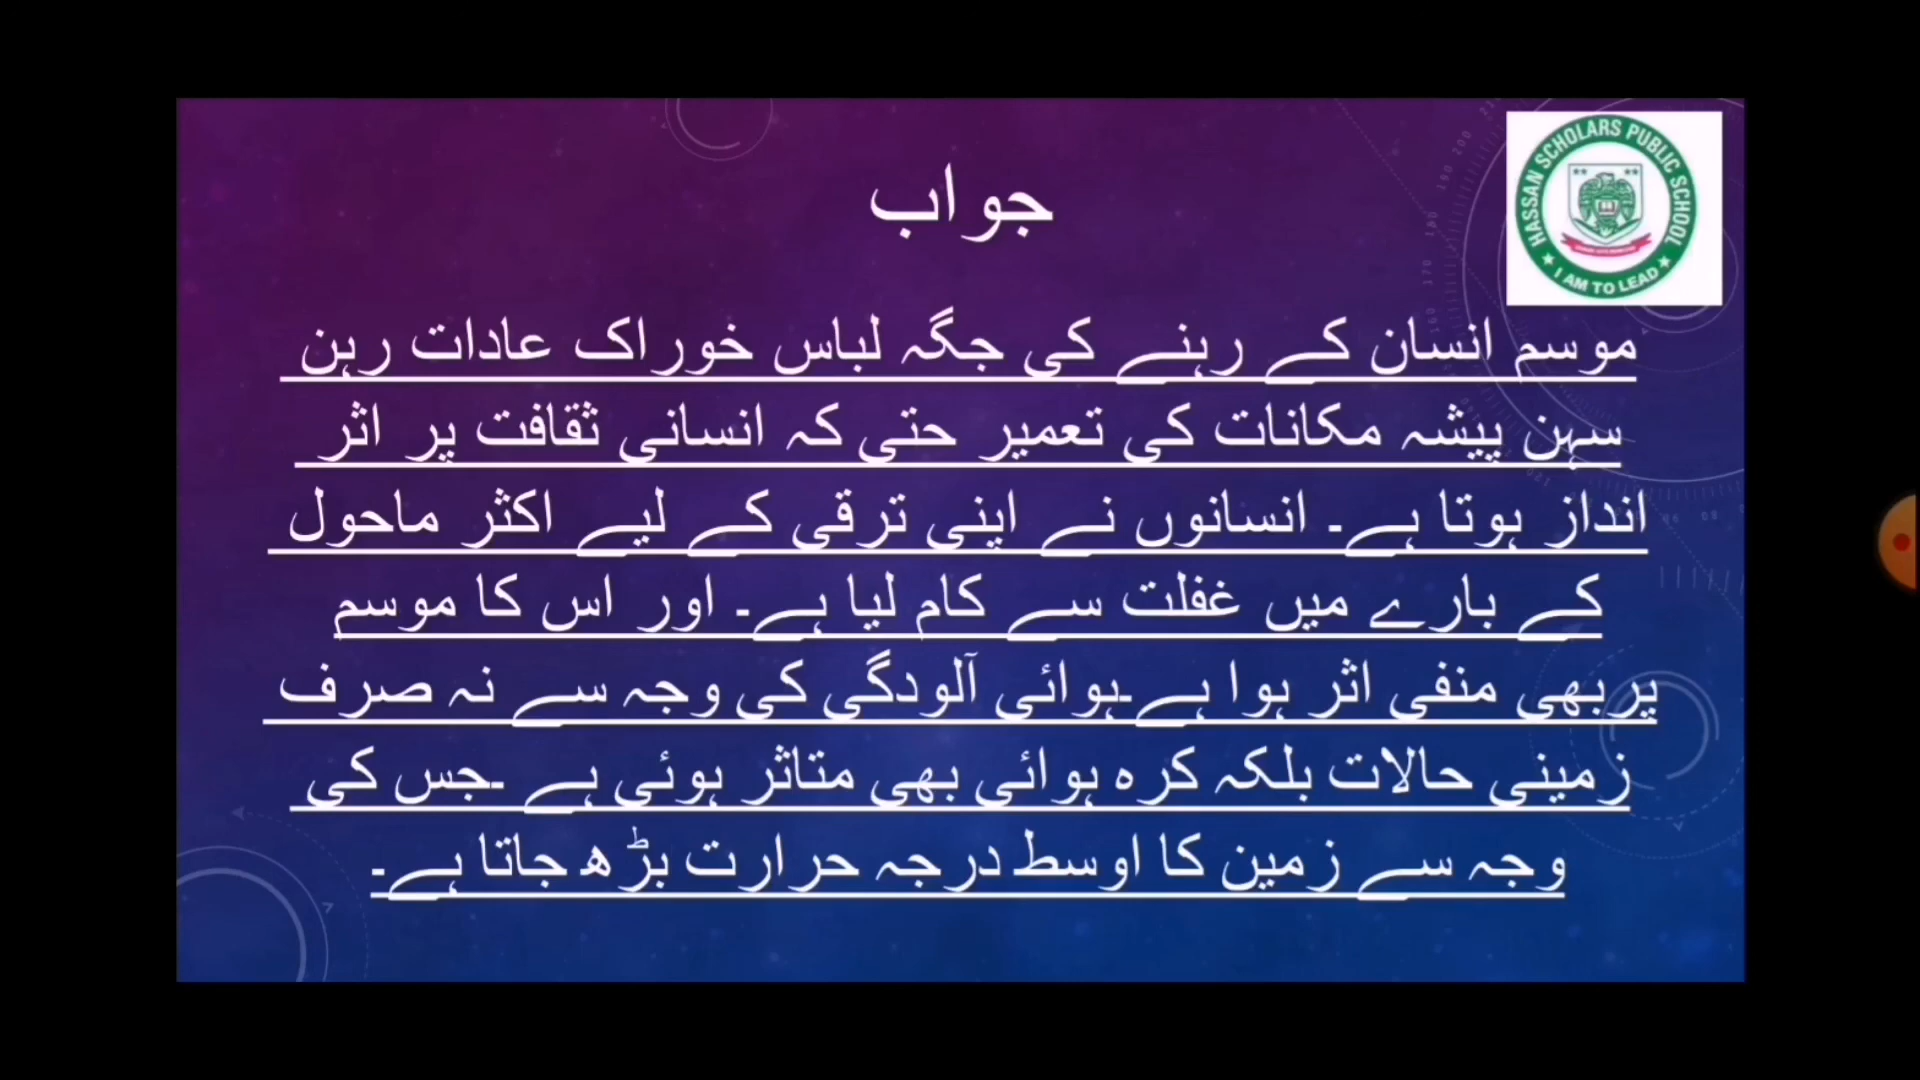 جواب
HASSAN SCHOLARS PUBLIC SCHOOL
I AM TO LEAD
موسم انسان کے رہنے کی جگہ لباس خوراک عادات رہن
سہن پیشہ مکانات کی تعمیر حتی کہ انسانی ثقافت پر اثر
انداز ہوتا ہے۔ انسانوں نے اپنی ترقی کے لیے اکثر ماحول
کے بارے میں غفلت سے کام لیا ہے۔ اور اس کا موسم
پربھی منفی اثر ہوا ہے۔ہوائی آلودگی کی وجہ سے نہ صرف
زمینی حالات بلکہ کرہ ہوائی بھی متاثر ہوئی ہے ۔جس کی
وجہ سے زمین کا اوسط درجہ حرارت بڑھ جاتا ہے۔